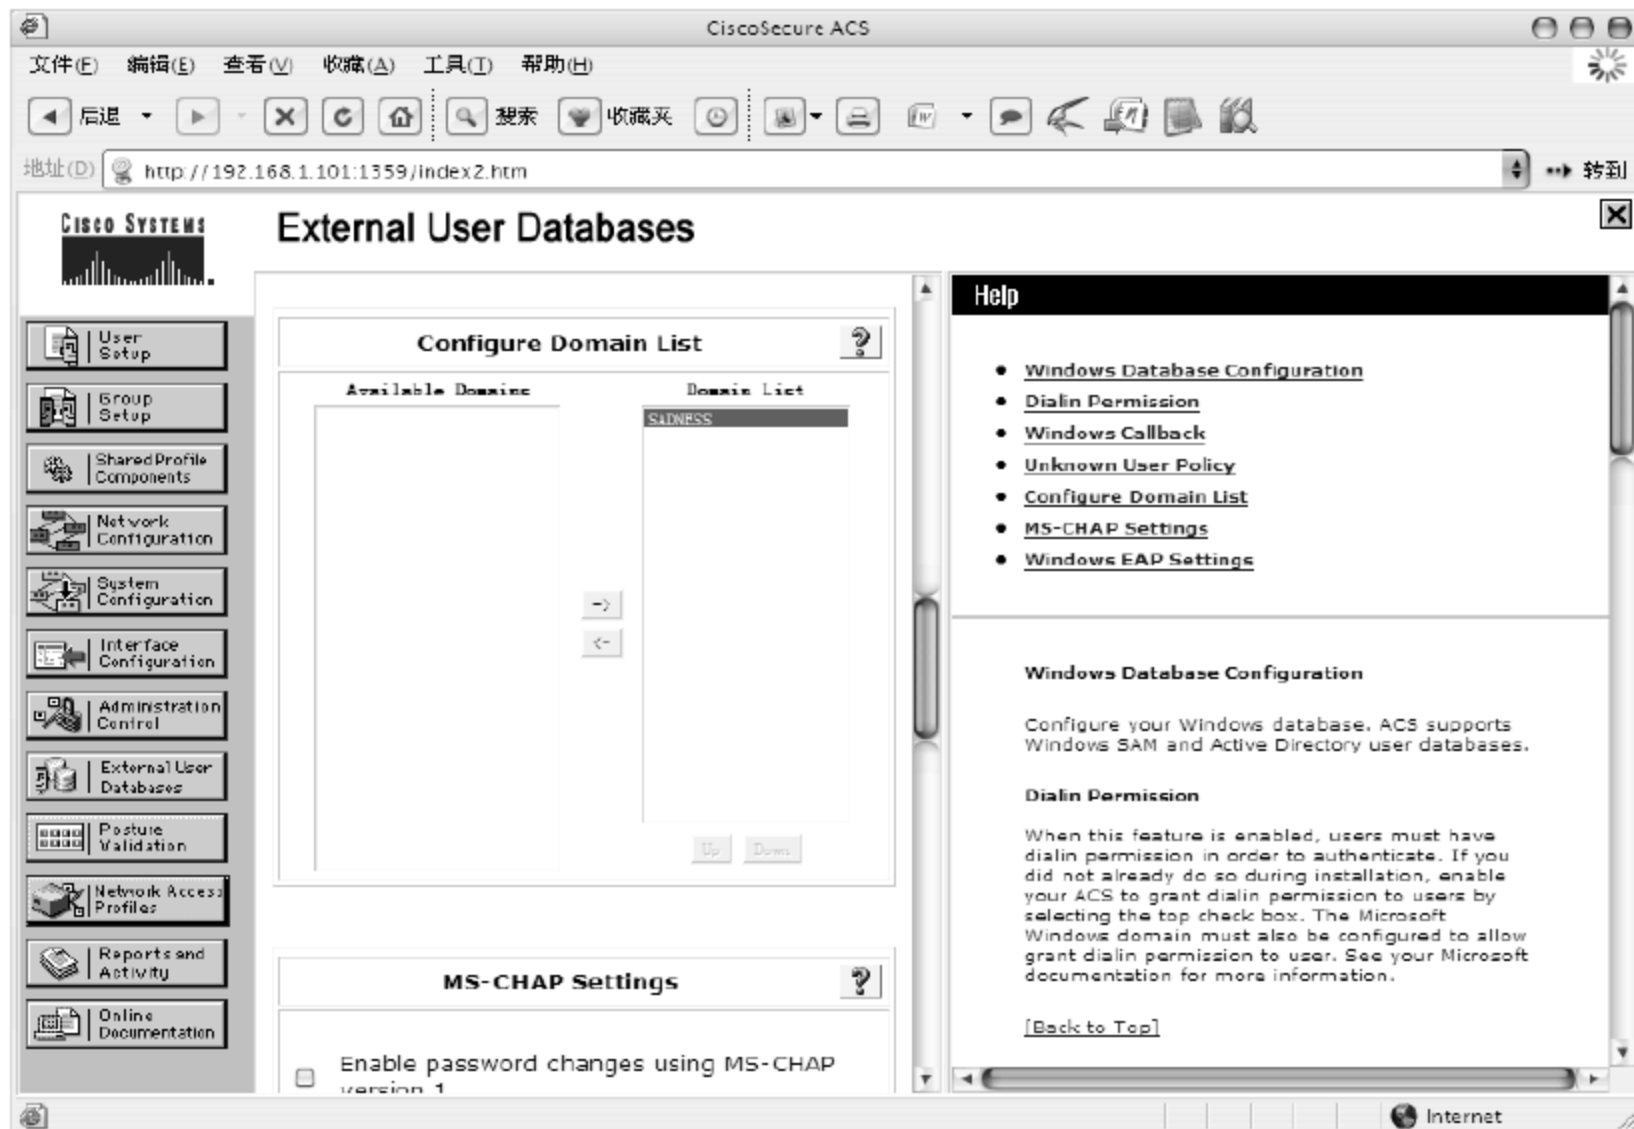 CiscoSecure ACS
文件(F) 编辑(E) 查看(V) 收藏(A) 工具(T) 帮助(H)
后退 搜索 收藏夹
地址(D) http://192.168.1.101:1359/index2.htm 转到
CISCO SYSTEMS
External User Databases
User
Setup
Group
Setup
Shared Profile
Components
Network
Configuration
System
Configuration
Interface
Configuration
Administration
Control
External User
Databases
Posture
Validation
Network Access
Profiles
Reports and
Activity
Online
Documentation
Configure Domain List
?
Available Domains Domain List
SADNESS
->
<-
Up Down
MS-CHAP Settings
?
Enable password changes using MS-CHAP
version 1
Help
Windows Database Configuration
Dialin Permission
Windows Callback
Unknown User Policy
Configure Domain List
MS-CHAP Settings
Windows EAP Settings
Windows Database Configuration
Configure your Windows database. ACS supports
Windows SAM and Active Directory user databases.
Dialin Permission
When this feature is enabled, users must have
dialin permission in order to authenticate. If you
did not already do so during installation, enable
your ACS to grant dialin permission to users by
selecting the top check box. The Microsoft
Windows domain must also be configured to allow
grant dialin permission to user. See your Microsoft
documentation for more information.
[Back to Top]
Internet